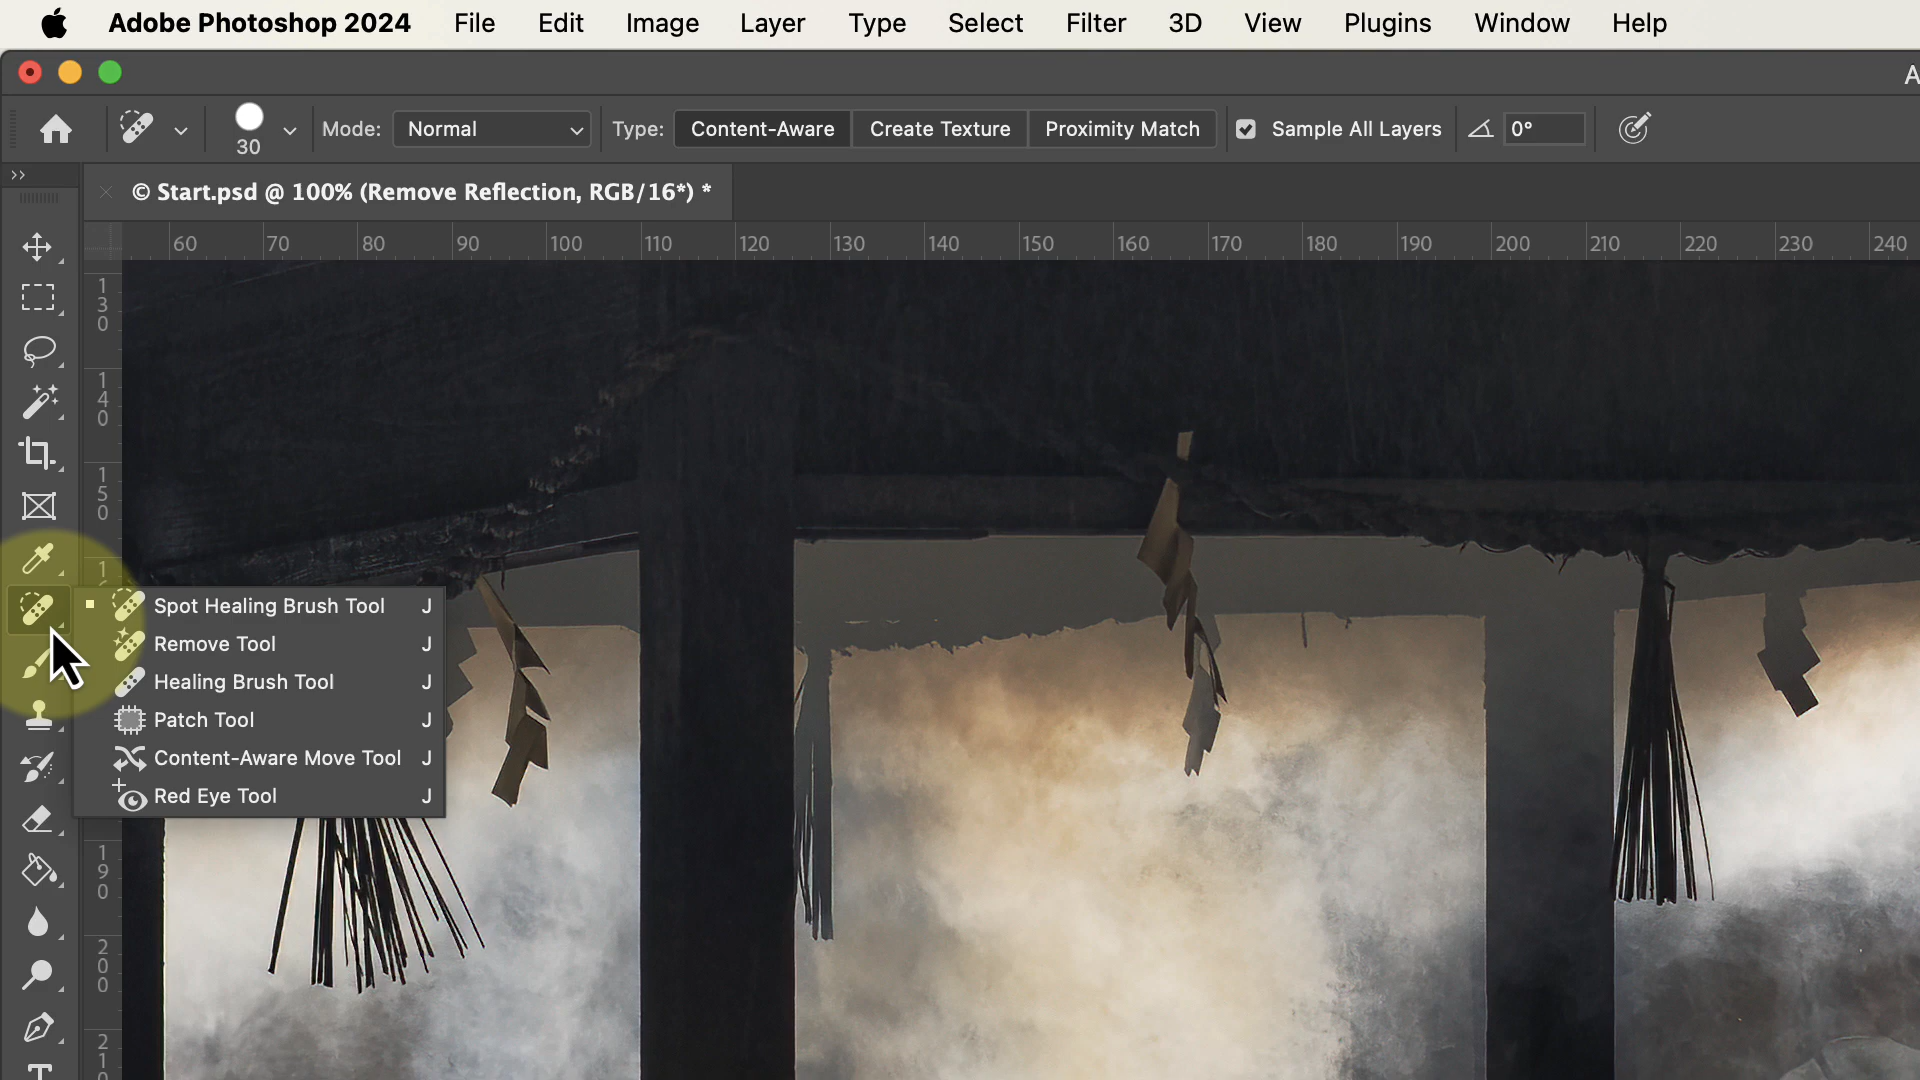 Adobe Photoshop 2024 File Edit Image Layer Type Select Filter 3D View Plugins Window Help
A
30 Mode: Normal Type: Content-Aware Create Texture Proximity Match Sample All Layers 0°
© Start.psd @ 100% (Remove Reflection, RGB/16*) *
60 70 80 90 100 110 120 130 140 150 160 170 180 190 200 210 220 230 240
130
140
150
1
Spot Healing Brush Tool J
Remove Tool J
Healing Brush Tool J
Patch Tool J
Content-Aware Move Tool J
Red Eye Tool J
190
200
210